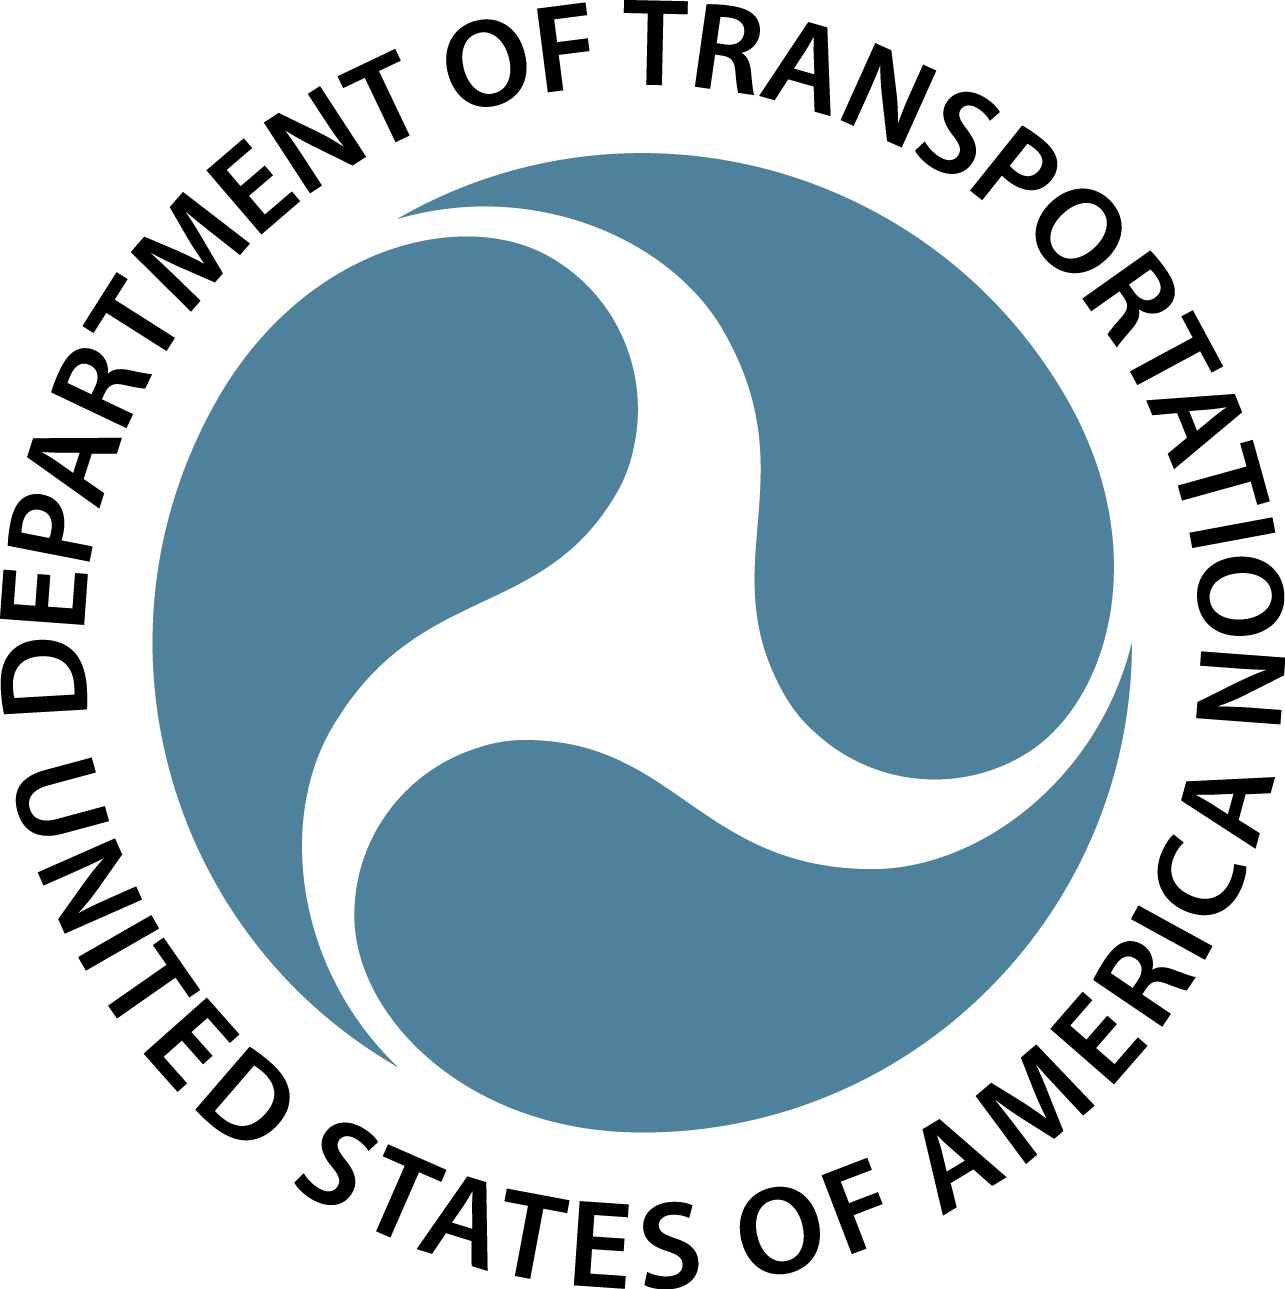 DEPARTMENT OF TRANSPORTATION
UNITED STATES OF AMERICA